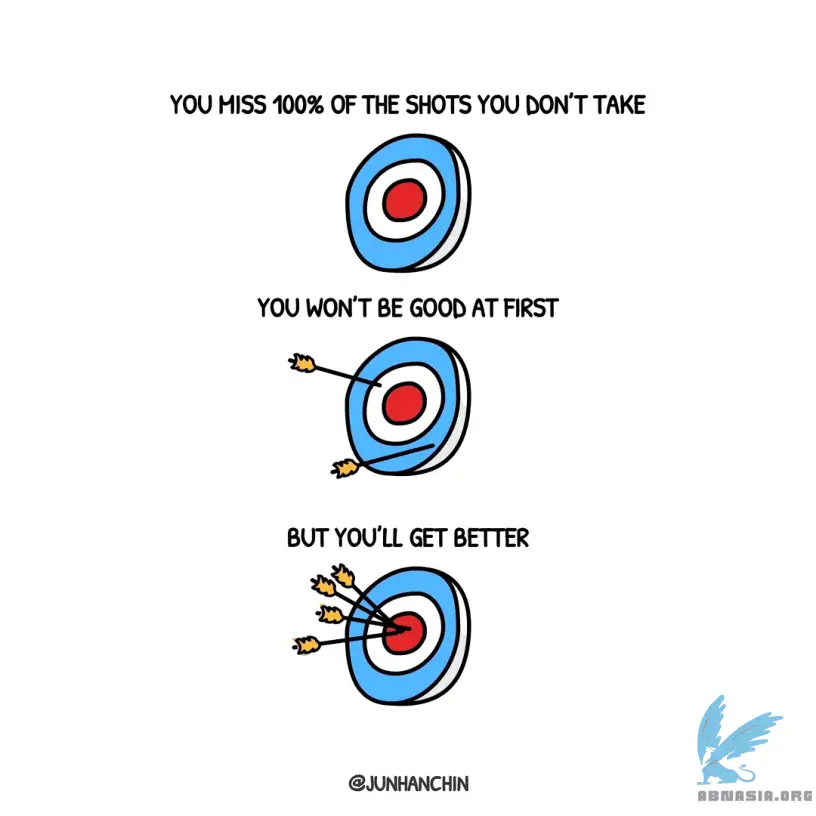 YOU MISS 100% OF THE SHOTS YOU DON'T TAKE
YOU WON'T BE GOOD AT FIRST
BUT YOU'LL GET BETTER
@JUNHANCHIN
ABNASIA.ORG